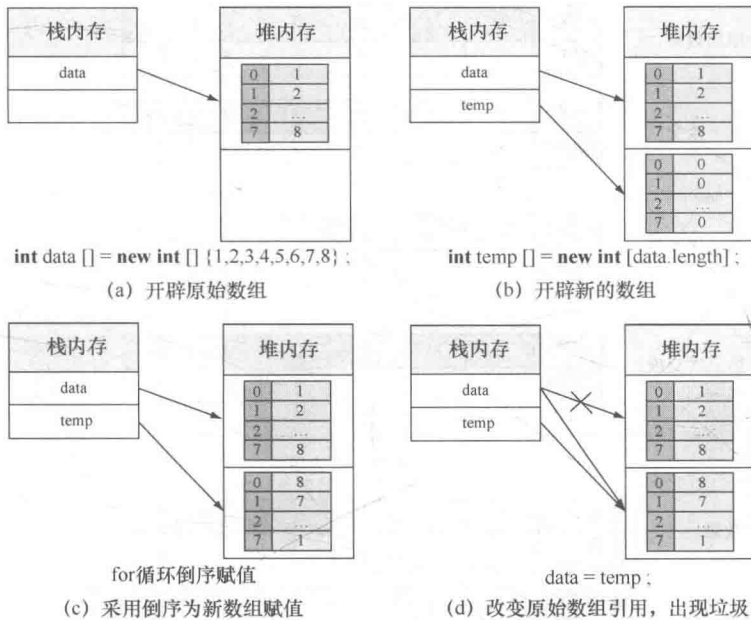 栈内存
堆内存
data
0 1
1 2
2 ...
7 8
int data [] = new int [] {1,2,3,4,5,6,7,8} ;
(a) 开辟原始数组
栈内存
堆内存
data
temp
0 1
1 2
2 ...
7 8
0 0
1 0
2 ...
7 0
int temp [] = new int [data.length] ;
(b) 开辟新的数组
栈内存
堆内存
data
temp
0 1
1 2
2 ...
7 8
0 8
1 7
2 ...
7 1
for循环倒序赋值
(c) 采用倒序为新数组赋值
栈内存
堆内存
data
temp
0 1
1 2
2 ...
7 8
0 8
1 7
2 ...
7 1
data = temp ;
(d) 改变原始数组引用，出现垃圾